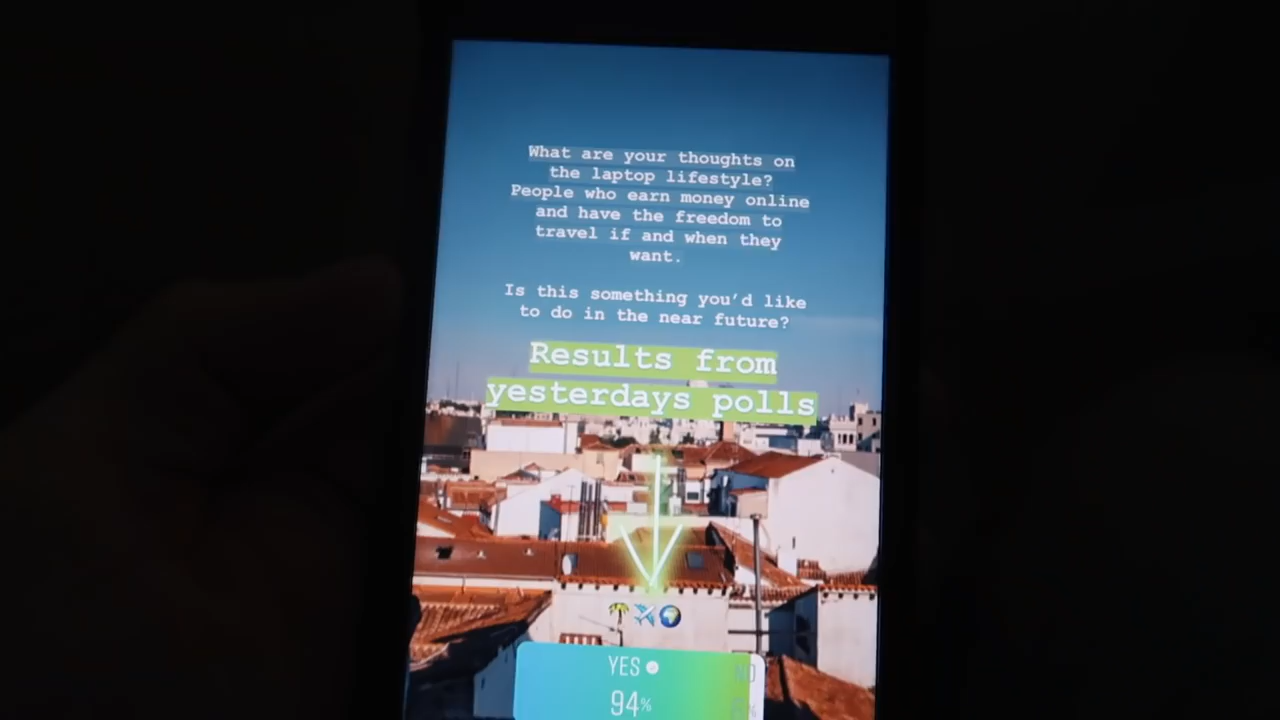 What are your thoughts on
the laptop lifestyle?
People who earn money online
and have the freedom to
travel if and when they
want.
Is this something you'd like
to do in the near future?
Results from
yesterdays polls
YES NO
94%